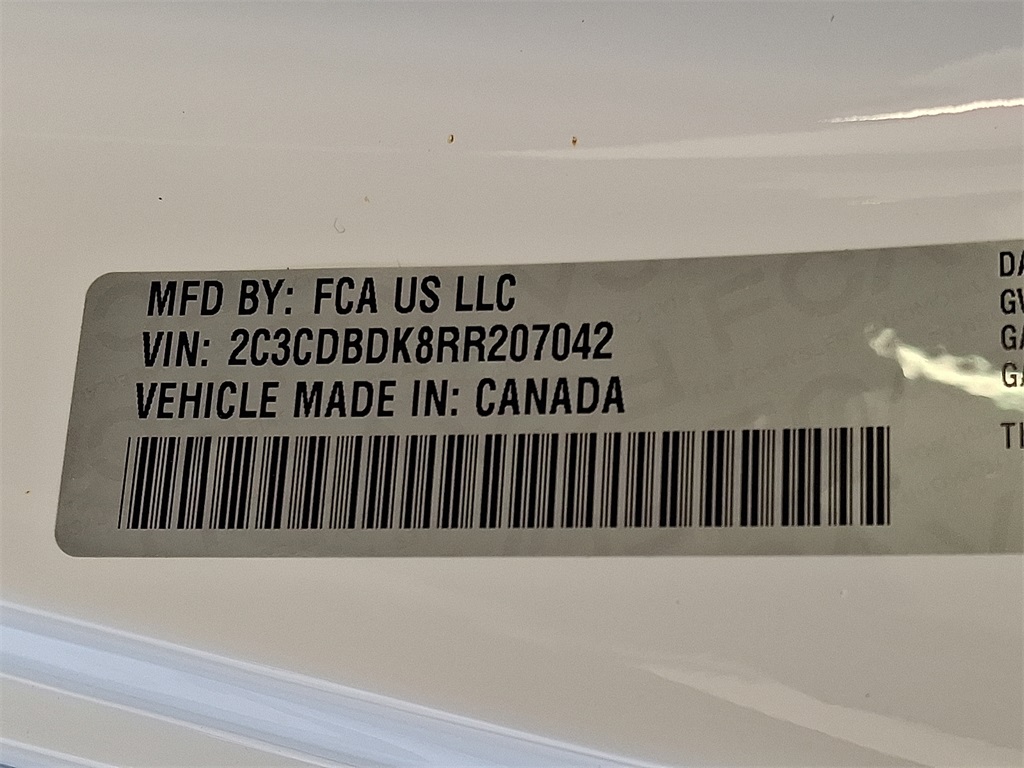 MFD BY: FCA US LLC
VIN: 2C3CDBDK8RR207042
VEHICLE MADE IN: CANADA